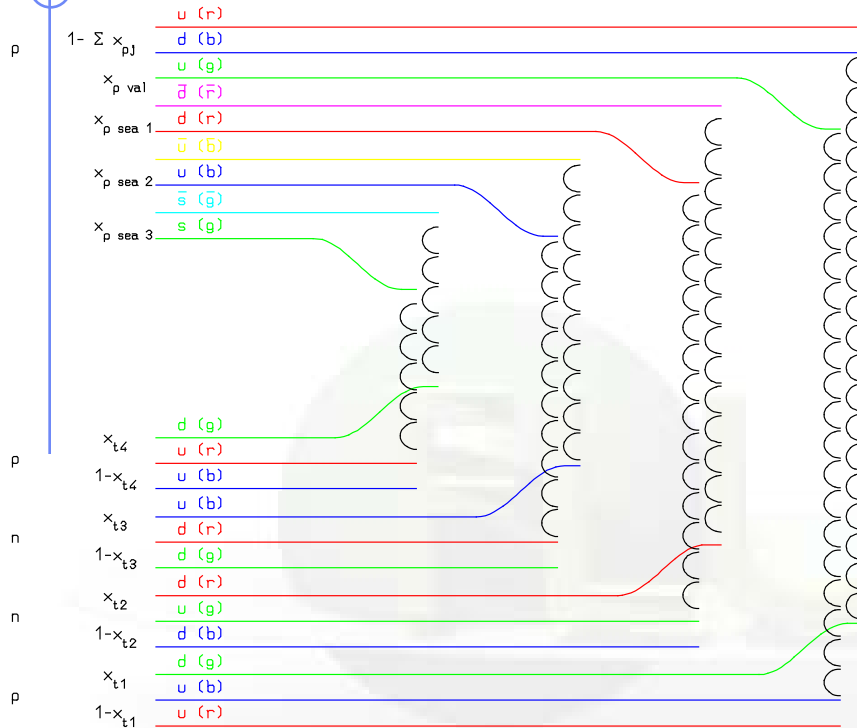 u (r)
1- Σ x_pj d (b)
p
u (g)
x_p val
d̄ (r̄)
x_p sea 1 d (r)
ū (b̄)
x_p sea 2 u (b)
s̄ (ḡ)
x_p sea 3 s (g)
d (g)
x_t4
u (r)
p
1-x_t4 u (b)
u (b)
x_t3
d (r)
n
1-x_t3 d (g)
d (r)
x_t2
u (g)
n
1-x_t2 d (b)
d (g)
x_t1
u (b)
p
1-x_t1 u (r)